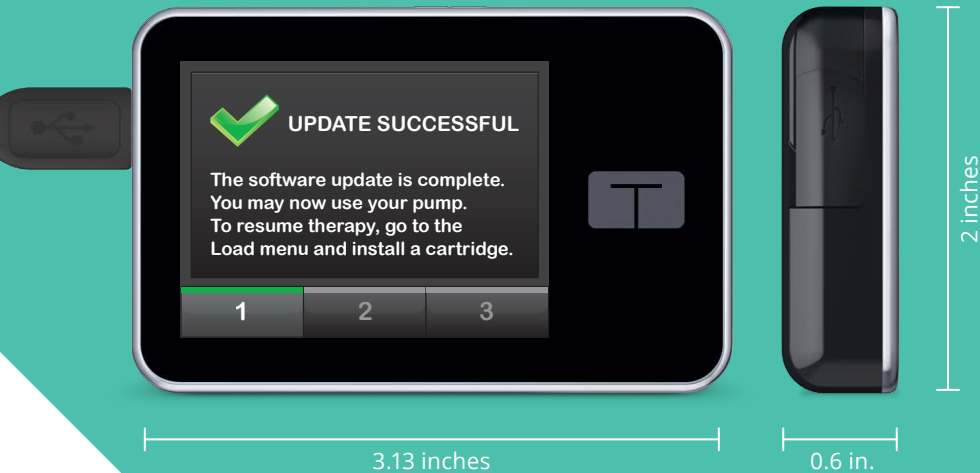 UPDATE SUCCESSFUL
The software update is complete.
You may now use your pump.
To resume therapy, go to the
Load menu and install a cartridge.
1
2
3
2 inches
3.13 inches
0.6 in.